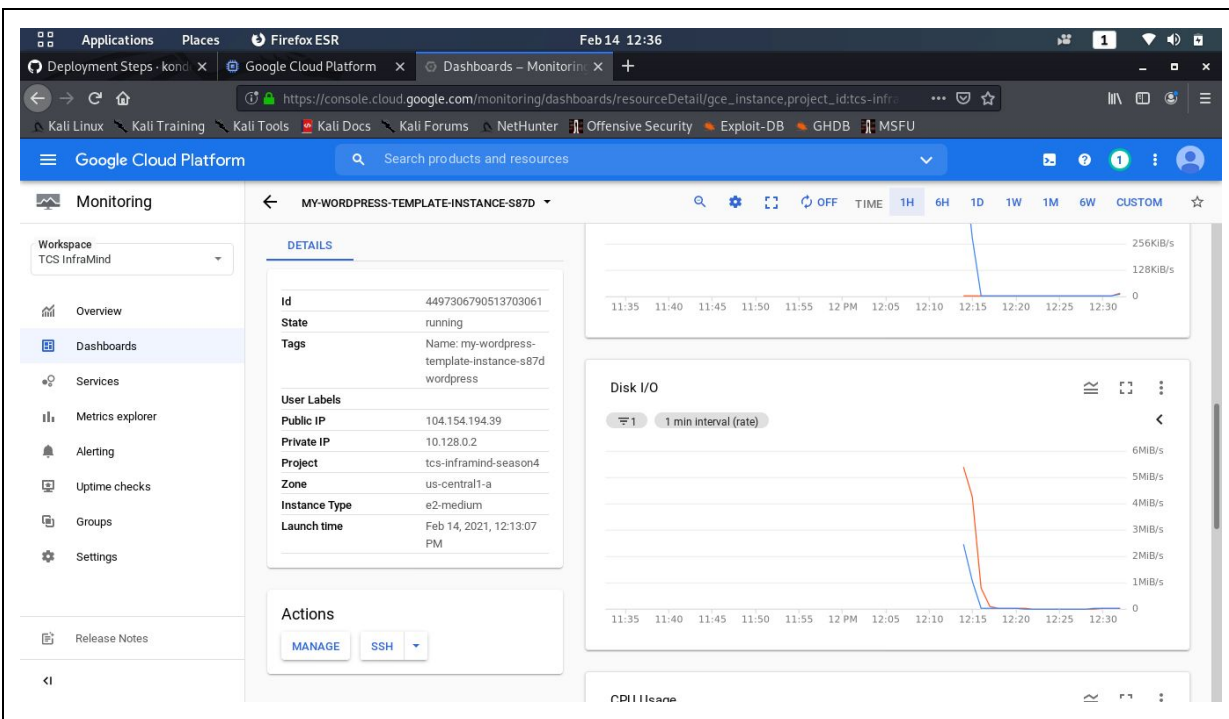 Applications Places Firefox ESR Feb 14 12:36 1
Deployment Steps · kond Google Cloud Platform Dashboards – Monitorin
https://console.cloud.google.com/monitoring/dashboards/resourceDetail/gce_instance,project_id:tcs-infra
Kali Linux Kali Training Kali Tools Kali Docs Kali Forums NetHunter Offensive Security Exploit-DB GHDB MSFU
Google Cloud Platform Search products and resources 1
Monitoring
MY-WORDPRESS-TEMPLATE-INSTANCE-S87D OFF TIME 1H 6H 1D 1W 1M 6W CUSTOM
Workspace
TCS InfraMind
Overview
Dashboards
Services
Metrics explorer
Alerting
Uptime checks
Groups
Settings
Release Notes
DETAILS
Id 4497306790513703061
State running
Tags Name: my-wordpress-
template-instance-s87d
wordpress
User Labels
Public IP 104.154.194.39
Private IP 10.128.0.2
Project tcs-inframind-season4
Zone us-central1-a
Instance Type e2-medium
Launch time Feb 14, 2021, 12:13:07
PM
Actions
MANAGE SSH
256KiB/s
128KiB/s
0
11:35 11:40 11:45 11:50 11:55 12 PM 12:05 12:10 12:15 12:20 12:25 12:30
Disk I/O
1 1 min interval (rate)
6MiB/s
5MiB/s
4MiB/s
3MiB/s
2MiB/s
1MiB/s
0
11:35 11:40 11:45 11:50 11:55 12 PM 12:05 12:10 12:15 12:20 12:25 12:30
CPU Usage